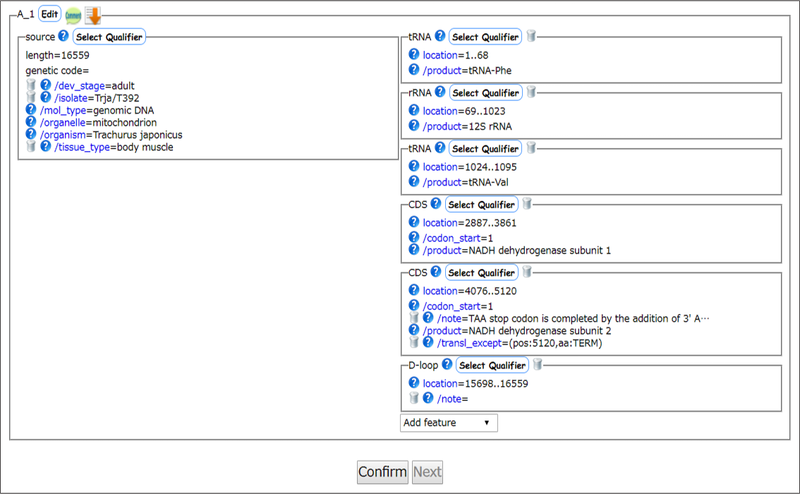 A_1 Edit Comment
source ? Select Qualifier
length=16559
genetic code=
? /dev_stage=adult
? /isolate=Trja/T392
? /mol_type=genomic DNA
? /organelle=mitochondrion
? /organism=Trachurus japonicus
? /tissue_type=body muscle
tRNA ? Select Qualifier
? location=1..68
? /product=tRNA-Phe
rRNA ? Select Qualifier
? location=69..1023
? /product=12S rRNA
tRNA ? Select Qualifier
? location=1024..1095
? /product=tRNA-Val
CDS ? Select Qualifier
? location=2887..3861
? /codon_start=1
? /product=NADH dehydrogenase subunit 1
CDS ? Select Qualifier
? location=4076..5120
? /codon_start=1
? /note=TAA stop codon is completed by the addition of 3' A⋯
? /product=NADH dehydrogenase subunit 2
? /transl_except=(pos:5120,aa:TERM)
D-loop ? Select Qualifier
? location=15698..16559
? /note=
Add feature
Confirm Next